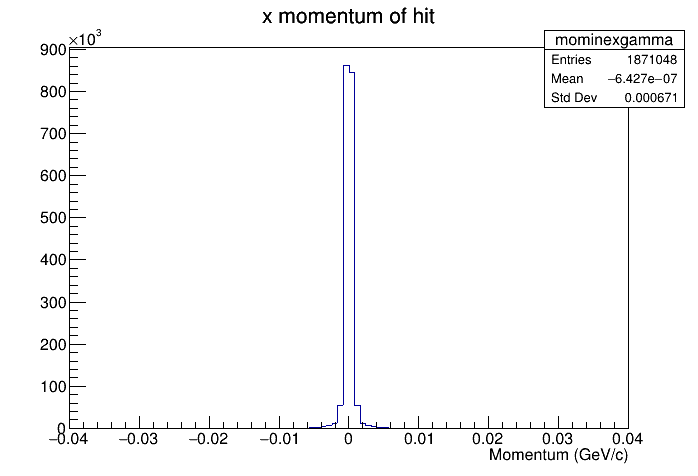 x momentum of hit
×10³
mominexgamma
Entries 1871048
Mean −6.427e−07
Std Dev 0.000671
900
800
700
600
500
400
300
200
100
0
−0.04 −0.03 −0.02 −0.01 0 0.01 0.02 0.03 0.04
Momentum (GeV/c)